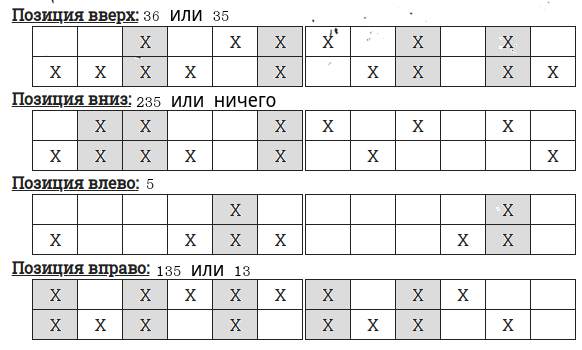 Позиция вверх: 36 или 35
X X X X X X
X X X X X X X X X
Позиция вниз: 235 или ничего
X X X X X X
X X X X X X X
Позиция влево: 5
X X
X X X X X X
Позиция вправо: 135 или 13
X X X X X X X X
X X X X X X X X